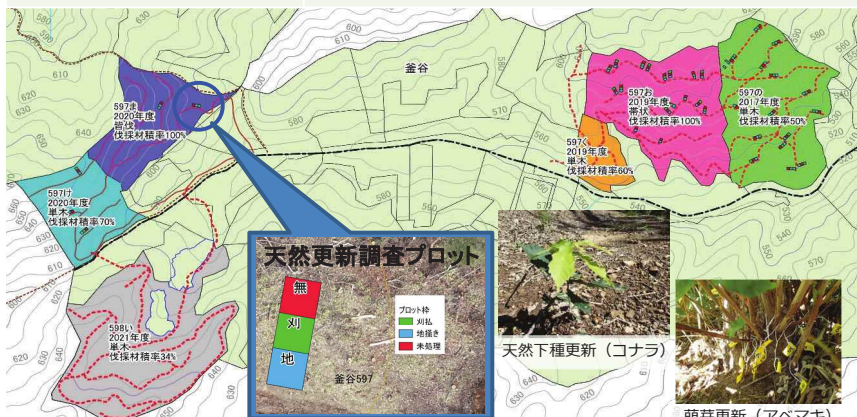 釜谷
597ま
2020年度
皆伐
伐採材積率100%
597お
2019年度
帯状
伐採材積率100%
597の
2017年度
単木
伐採材積率50%
597く
2019年度
単木
伐採材積率60%
597け
2020年度
単木
伐採材積率70%
598い
2021年度
単木
伐採材積率34%
天然更新調査プロット
無
刈
地
プロット枠
刈払
地掻き
未処理
釜谷597
天然下種更新（コナラ）
萌芽更新（アベマキ）